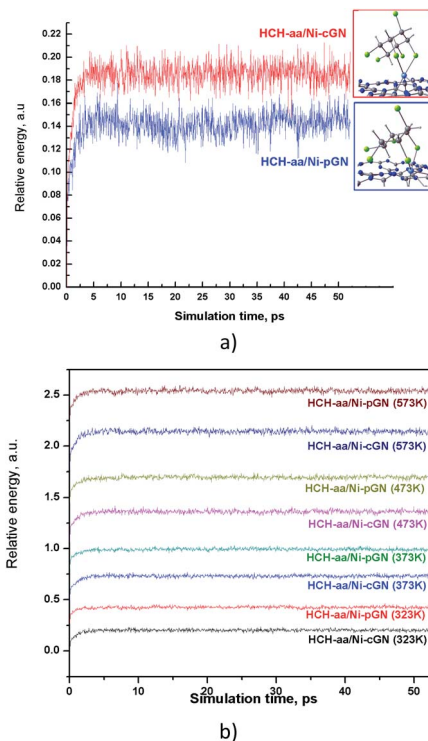 HCH-aa/Ni-cGN
HCH-aa/Ni-pGN
Relative energy, a.u
0.22
0.20
0.18
0.16
0.14
0.12
0.10
0.08
0.06
0.04
0.02
0.00
0 5 10 15 20 25 30 35 40 45 50
Simulation time, ps
a)
Relative energy, a.u.
2.5
2.0
1.5
1.0
0.5
0.0
HCH-aa/Ni-pGN (573K)
HCH-aa/Ni-cGN (573K)
HCH-aa/Ni-pGN (473K)
HCH-aa/Ni-cGN (473K)
HCH-aa/Ni-pGN (373K)
HCH-aa/Ni-cGN (373K)
HCH-aa/Ni-pGN (323K)
HCH-aa/Ni-cGN (323K)
0 10 20 30 40 50
Simulation time, ps
b)